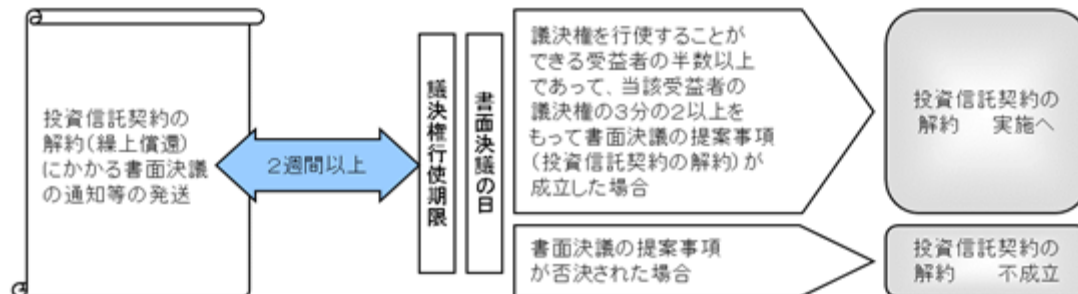 投資信託契約の
解約（繰上償還）
にかかる書面決議
の通知等の発送
2週間以上
議決権行使期限
書面決議の日
議決権を行使することが
できる受益者の半数以上
であって、当該受益者の
議決権の3分の2以上を
もって書面決議の提案事項
（投資信託契約の解約）が
成立した場合
投資信託契約の
解約　実施へ
書面決議の提案事項
が否決された場合
投資信託契約の
解約　不成立